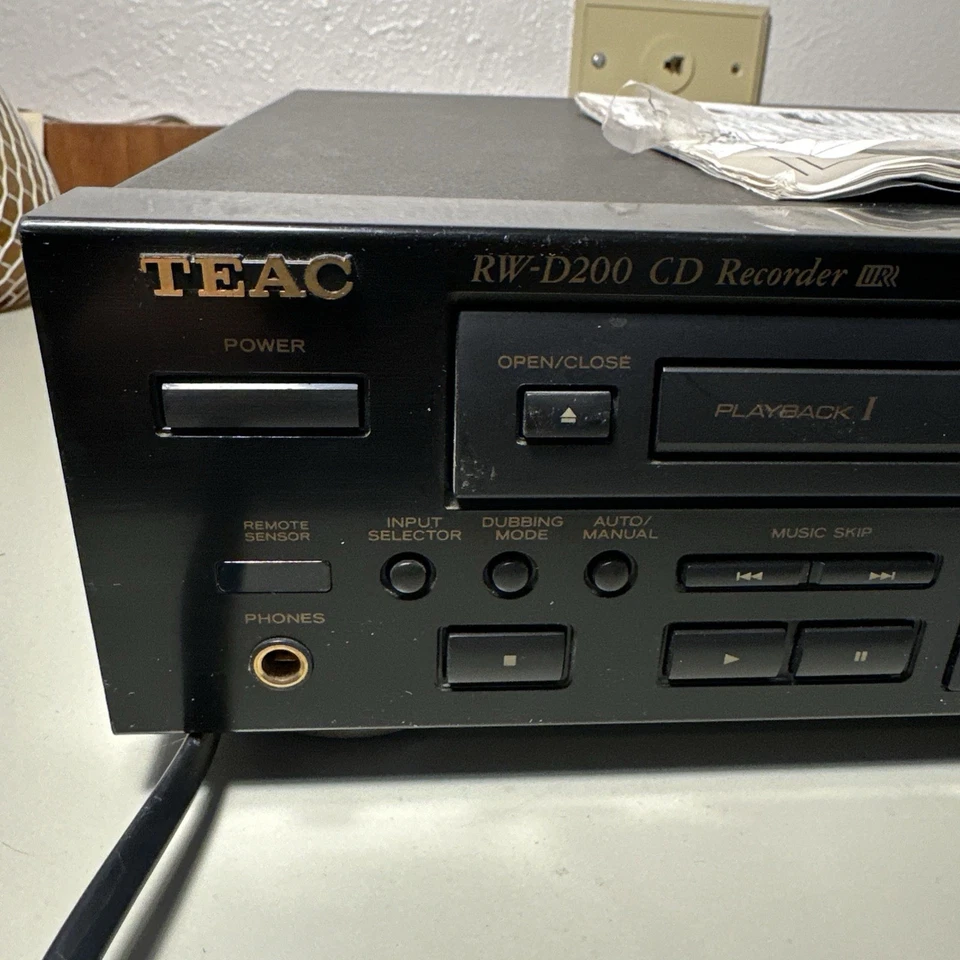 TEAC
RW-D200 CD Recorder
POWER
OPEN/CLOSE
PLAYBACK I
REMOTE
SENSOR
INPUT
SELECTOR
DUBBING
MODE
AUTO/
MANUAL
MUSIC SKIP
PHONES